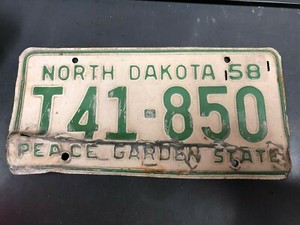 NORTH DAKOTA 58
T41-850
PEACE GARDEN STATE